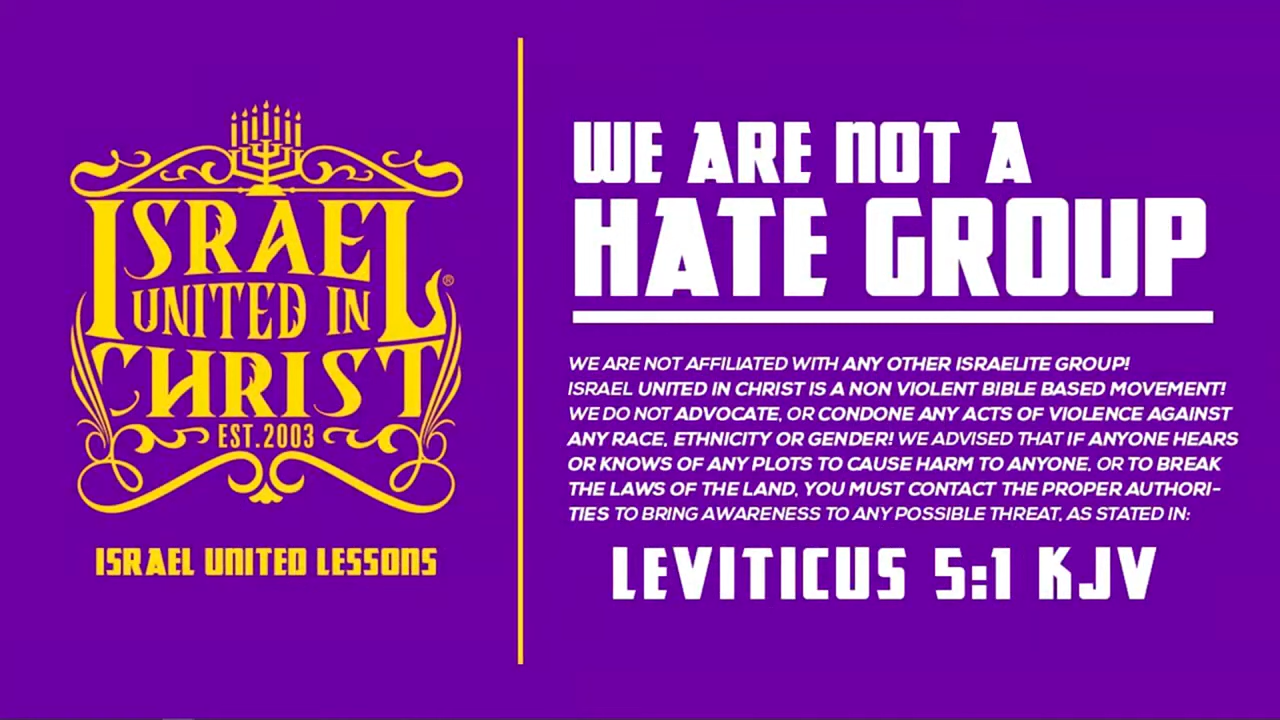 ISRAEL
UNITED IN
CHRIST
EST.2003
ISRAEL UNITED LESSONS
WE ARE NOT A
HATE GROUP
WE ARE NOT AFFILIATED WITH ANY OTHER ISRAELITE GROUP!
ISRAEL UNITED IN CHRIST IS A NON VIOLENT BIBLE BASED MOVEMENT!
WE DO NOT ADVOCATE, OR CONDONE ANY ACTS OF VIOLENCE AGAINST
ANY RACE, ETHNICITY OR GENDER! WE ADVISED THAT IF ANYONE HEARS
OR KNOWS OF ANY PLOTS TO CAUSE HARM TO ANYONE, OR TO BREAK
THE LAWS OF THE LAND, YOU MUST CONTACT THE PROPER AUTHORI-
TIES TO BRING AWARENESS TO ANY POSSIBLE THREAT, AS STATED IN:
LEVITICUS 5:1 KJV